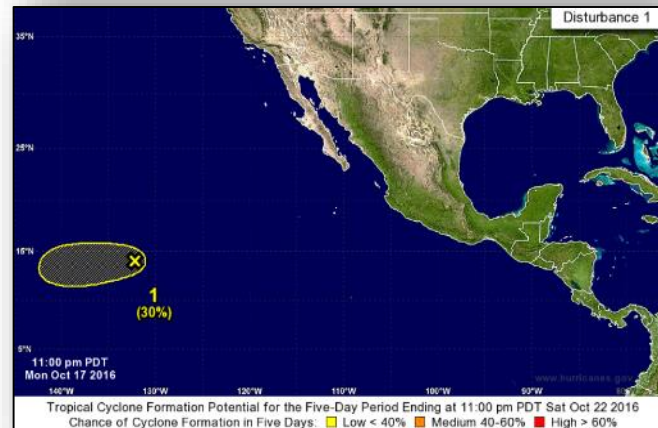 Disturbance 1
35°N
25°N
15°N
1
(30%)
5°N
11:00 pm PDT
Mon Oct 17 2016
www.hurricanes.gov
140°W 130°W 120°W 110°W 100°W 90°W 80°W
Tropical Cyclone Formation Potential for the Five-Day Period Ending at 11:00 pm PDT Sat Oct 22 2016
Chance of Cyclone Formation in Five Days: Low < 40% Medium 40-60% High > 60%